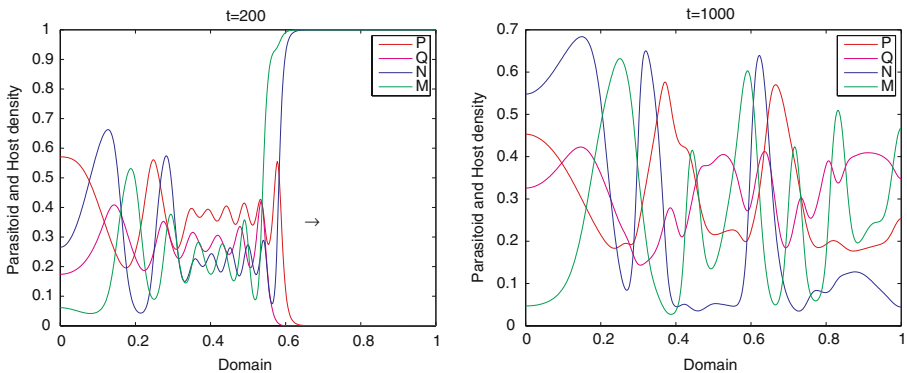 t=200
Parasitoid and Host density
1
0.9
0.8
0.7
0.6
0.5
0.4
0.3
0.2
0.1
0
P
Q
N
M
→
0 0.2 0.4 0.6 0.8 1
Domain
t=1000
Parasitoid and Host density
0.7
0.6
0.5
0.4
0.3
0.2
0.1
0
P
Q
N
M
0 0.2 0.4 0.6 0.8 1
Domain